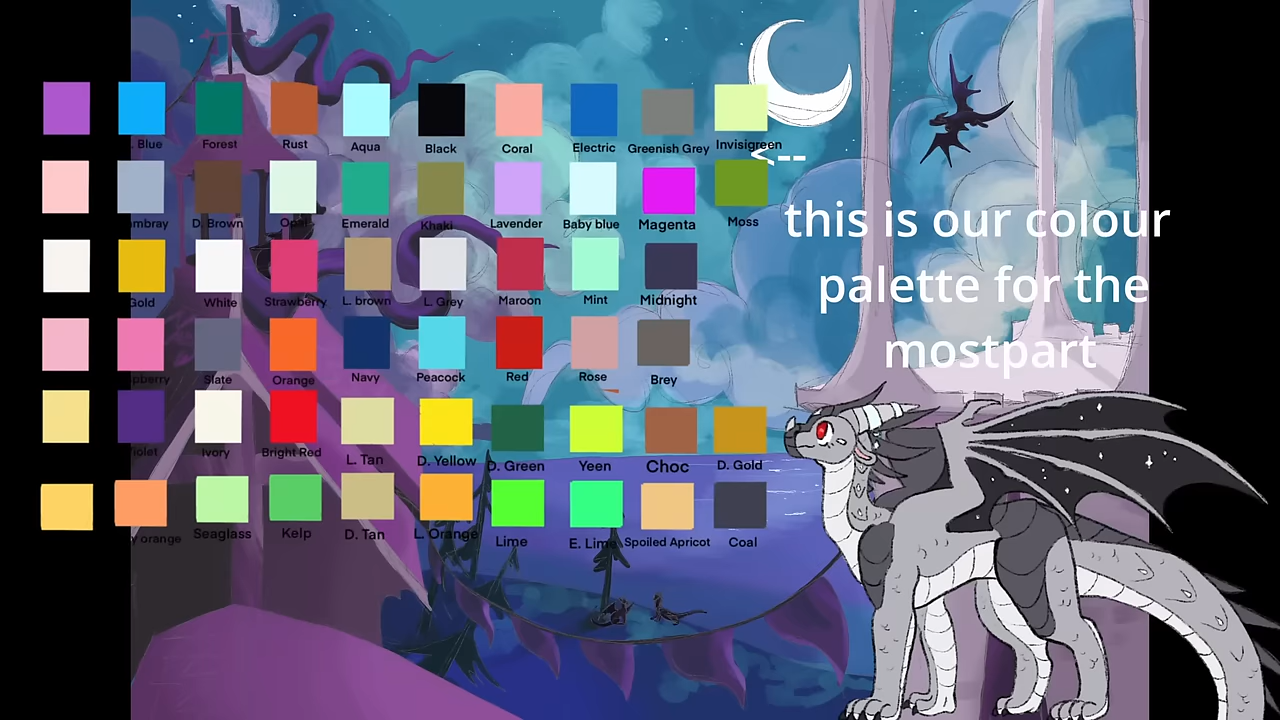 Blue Forest Rust Aqua Black Coral Electric Greenish Grey Invisigreen
<--
D. Brown Opal Emerald Khaki Lavender Baby blue Magenta Moss
this is our colour
palette for the
mostpart
Gold White Strawberry L. brown L. Grey Maroon Mint Midnight
Slate Orange Navy Peacock Red Rose Brey
Ivory Bright Red L. Tan D. Yellow D. Green Yeen Choc D. Gold
orange Seaglass Kelp D. Tan L. Orange Lime E. Lime Spoiled Apricot Coal